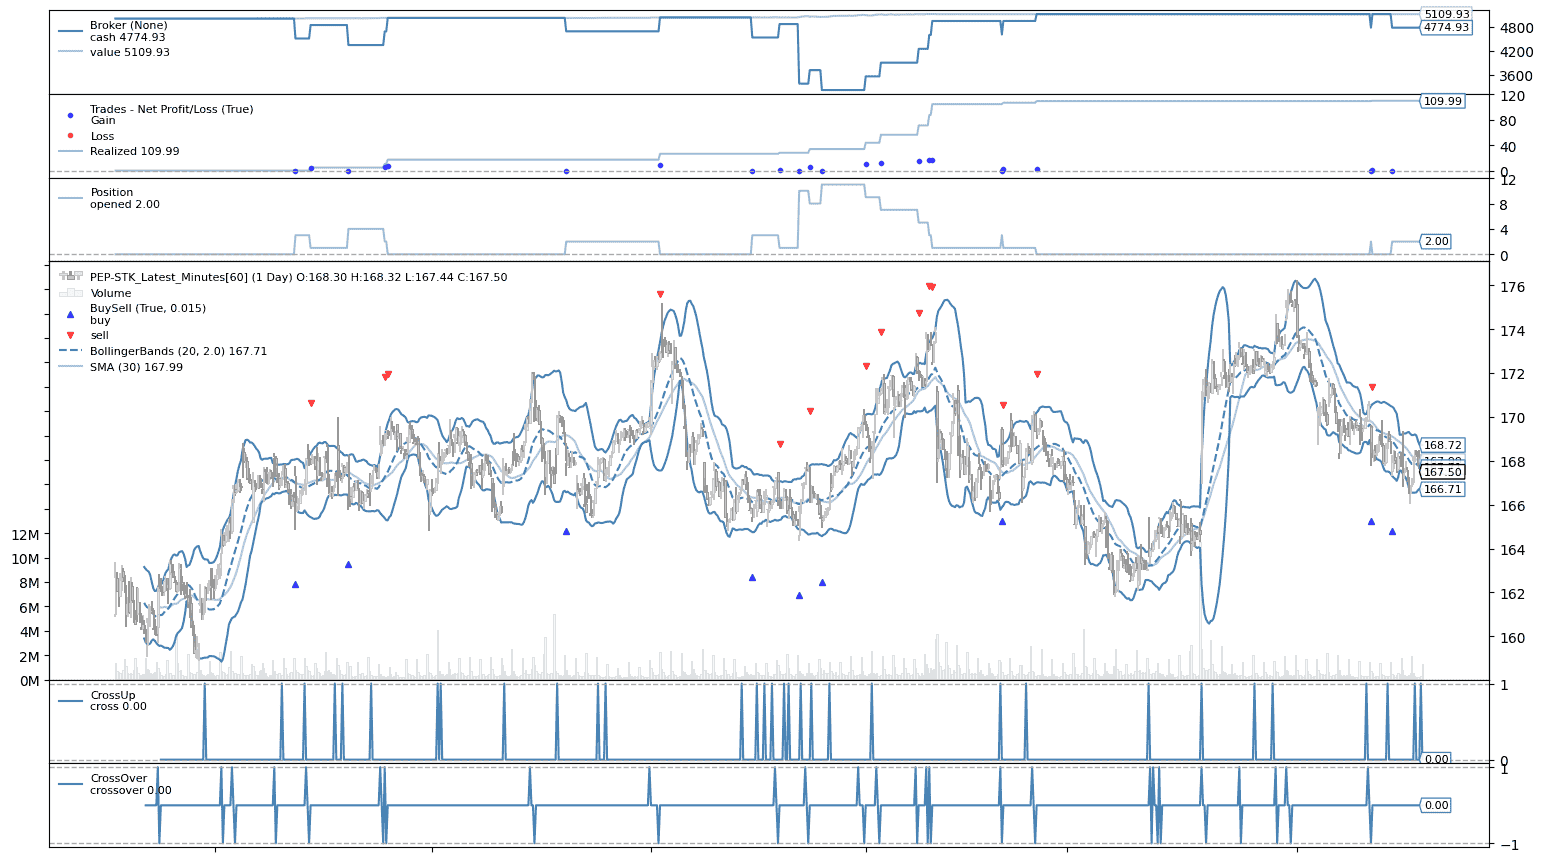 Broker (None)
cash 4774.93
value 5109.93
5109.93
4774.93
4800
4200
3600
Trades - Net Profit/Loss (True)
Gain
Loss
Realized 109.99
109.99
120
80
40
0
Position
opened 2.00
2.00
12
8
4
0
PEP-STK_Latest_Minutes[60] (1 Day) O:168.30 H:168.32 L:167.44 C:167.50
Volume
BuySell (True, 0.015)
buy
sell
BollingerBands (20, 2.0) 167.71
SMA (30) 167.99
176
174
172
170
168
166
164
162
160
168.72
167.50
166.71
12M
10M
8M
6M
4M
2M
0M
CrossUp
cross 0.00
0.00
1
0
CrossOver
crossover 0.00
0.00
1
−1